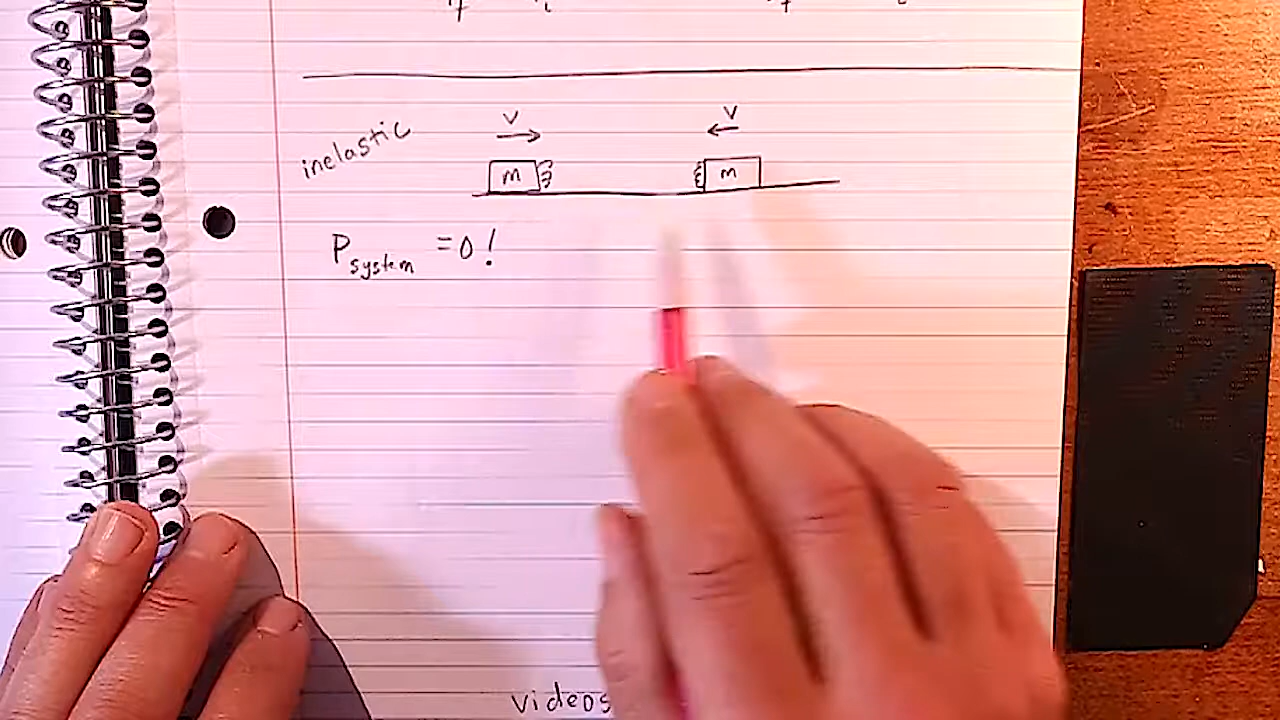 v v
inelastic
m m
P system = 0!
videos